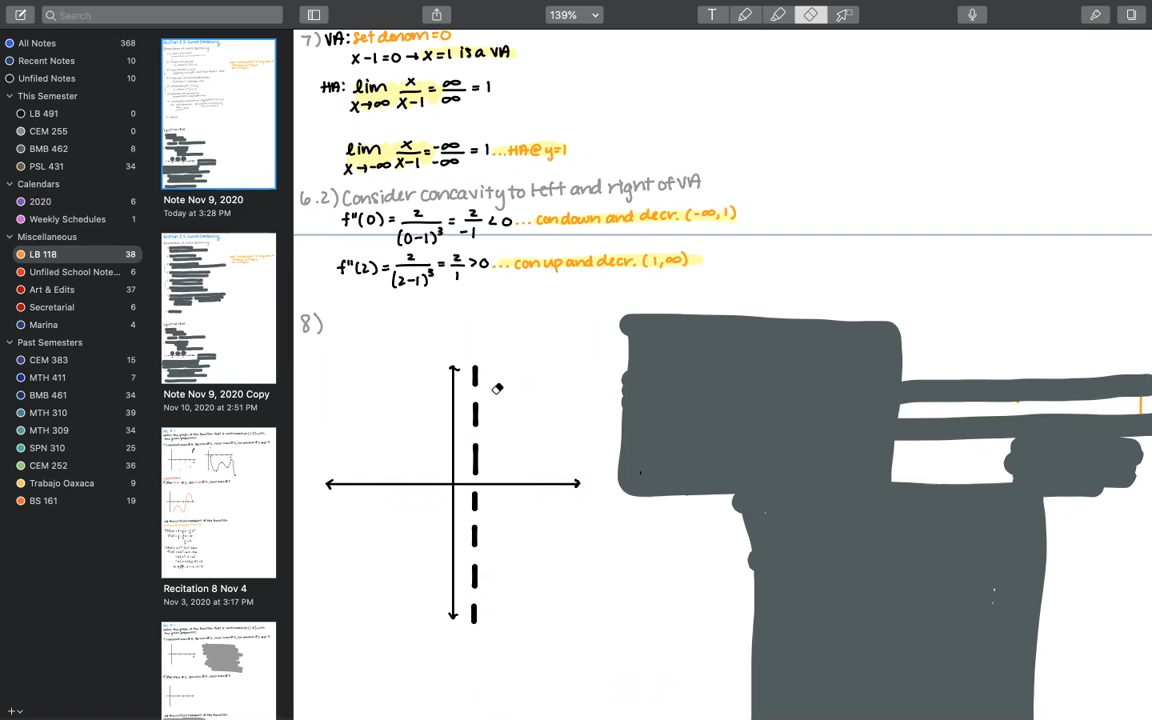 Search
139%
T
All Notes 368
Recent Notes 10
Unfiled Notes 10
This Semester
LB 491 0
CEM 255 0
BMB 462 8
PSL 431 34
Calendars
2020 6
Weekly Schedules 1
Miscellaneous
LB 118 38
Unfiled School Note... 6
Art & Edits 37
Secretarial 6
Marina 4
Past Semesters
CEM 383 15
MTH 411 7
BMB 461 34
MTH 310 39
MTH 309 34
SPN 310 25
CEM 252 36
Trabajo Oaxaca 9
BS 161 19
Note Nov 9, 2020
Today at 3:28 PM
Note Nov 9, 2020 Copy
Nov 10, 2020 at 2:51 PM
Recitation 8 Nov 4
Nov 3, 2020 at 3:17 PM
7) VA: set denom=0
x-1=0 → x=1 is a VA
HA: lim x→∞ x/x-1 = ∞/∞ = 1
lim x→-∞ x/x-1 = -∞/-∞ = 1 ...HA@ y=1
6.2) Consider concavity to left and right of VA
f"(0) = 2/(0-1)³ = 2/-1 < 0 ... con down and decr. (-∞, 1)
f"(2) = 2/(2-1)³ = 2/1 > 0 ... con up and decr. (1, ∞)
8)